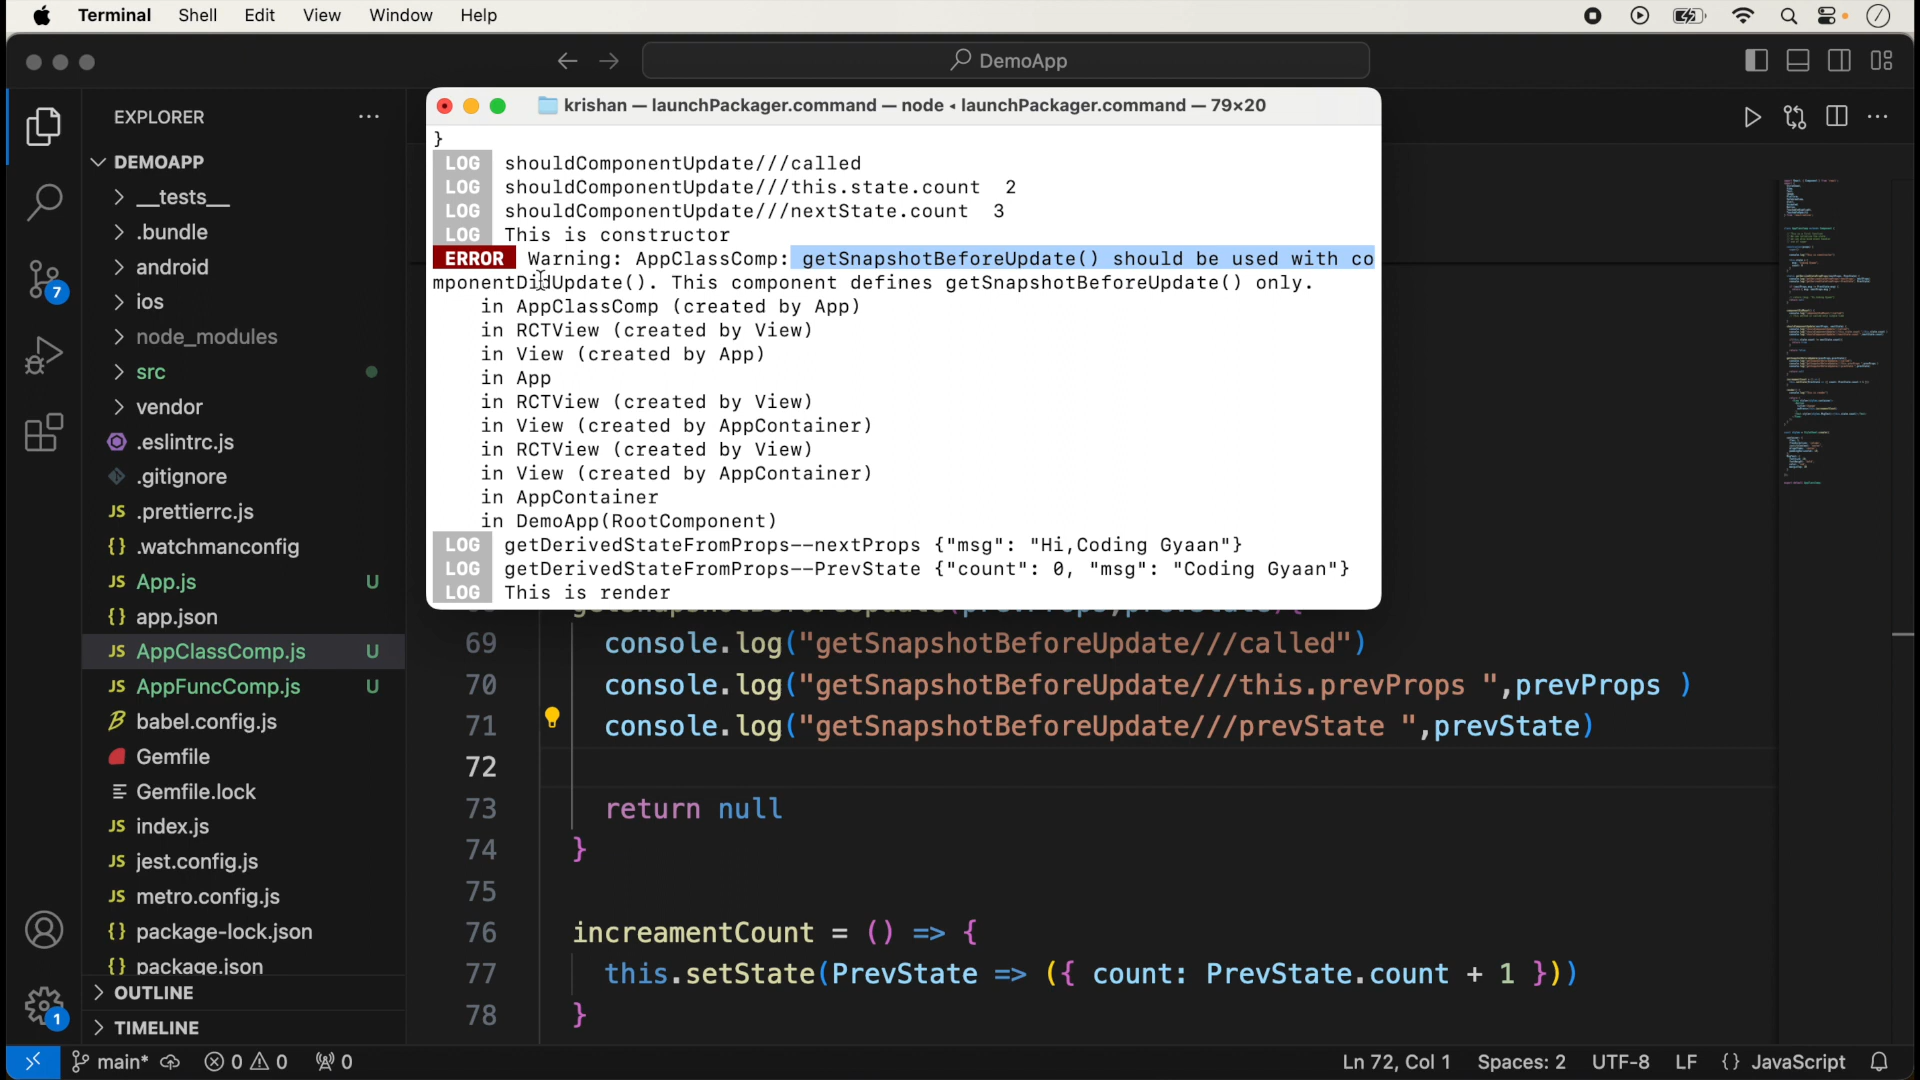 Terminal Shell Edit View Window Help
DemoApp
EXPLORER
DEMOAPP
__tests__
.bundle
android
ios
node_modules
src
vendor
.eslintrc.js
.gitignore
.prettierrc.js
.watchmanconfig
App.js U
app.json
AppClassComp.js U
AppFuncComp.js U
babel.config.js
Gemfile
Gemfile.lock
index.js
jest.config.js
metro.config.js
package-lock.json
package.json
OUTLINE
TIMELINE
7
1
krishan — launchPackager.command — node ◂ launchPackager.command — 79×20
}
LOG shouldComponentUpdate///called
LOG shouldComponentUpdate///this.state.count 2
LOG shouldComponentUpdate///nextState.count 3
LOG This is constructor
ERROR Warning: AppClassComp: getSnapshotBeforeUpdate() should be used with co
mponentDidUpdate(). This component defines getSnapshotBeforeUpdate() only.
in AppClassComp (created by App)
in RCTView (created by View)
in View (created by App)
in App
in RCTView (created by View)
in View (created by AppContainer)
in RCTView (created by View)
in View (created by AppContainer)
in AppContainer
in DemoApp(RootComponent)
LOG getDerivedStateFromProps--nextProps {"msg": "Hi,Coding Gyaan"}
LOG getDerivedStateFromProps--PrevState {"count": 0, "msg": "Coding Gyaan"}
LOG This is render
69 console.log("getSnapshotBeforeUpdate///called")
70 console.log("getSnapshotBeforeUpdate///this.prevProps ",prevProps )
71 console.log("getSnapshotBeforeUpdate///prevState ",prevState)
72
73 return null
74 }
75
76 increamentCount = () => {
77 this.setState(PrevState => ({ count: PrevState.count + 1 }))
78 }
main* 0 0 0 Ln 72, Col 1 Spaces: 2 UTF-8 LF {} JavaScript